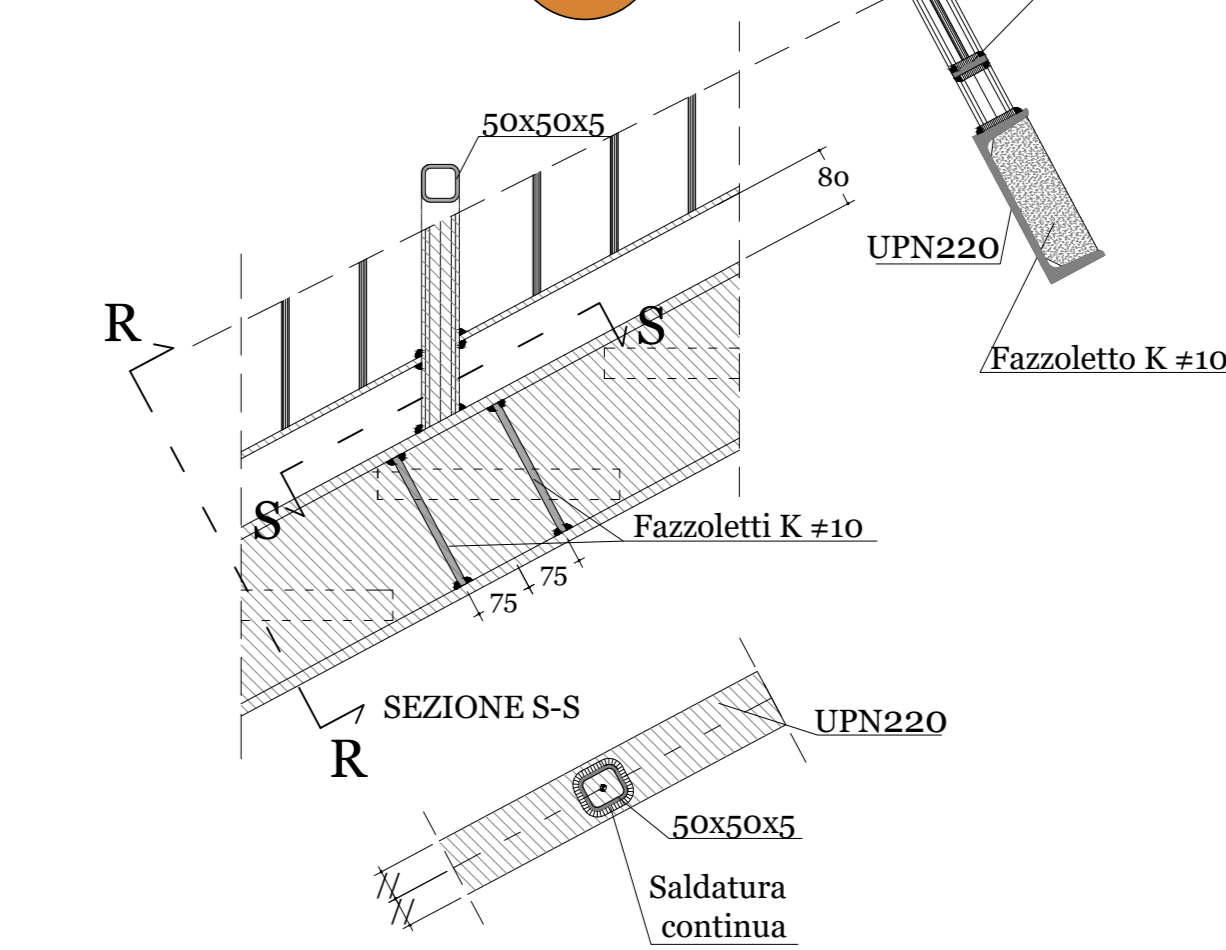 50x50x5
80
UPN220
R
S
Fazzoletto K ≠10
S
Fazzoletti K ≠10
75
75
SEZIONE S-S
R
UPN220
50x50x5
Saldatura
continua